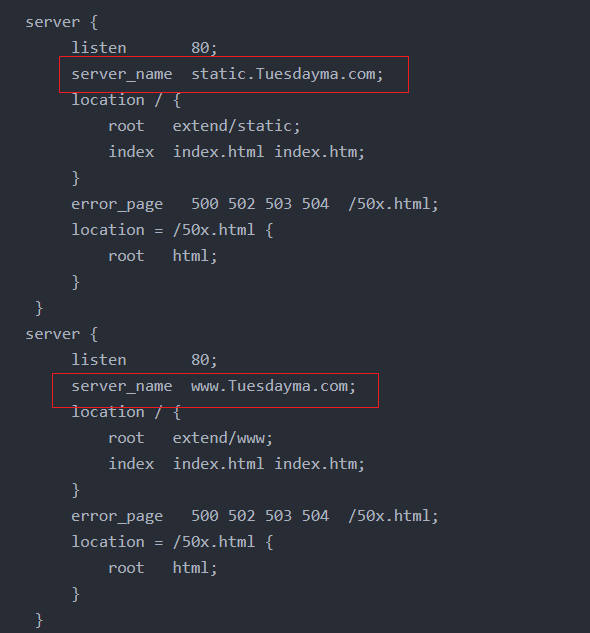 server {
listen 80;
server_name static.Tuesdayma.com;
location / {
root extend/static;
index index.html index.htm;
}
error_page 500 502 503 504 /50x.html;
location = /50x.html {
root html;
}
}
server {
listen 80;
server_name www.Tuesdayma.com;
location / {
root extend/www;
index index.html index.htm;
}
error_page 500 502 503 504 /50x.html;
location = /50x.html {
root html;
}
}